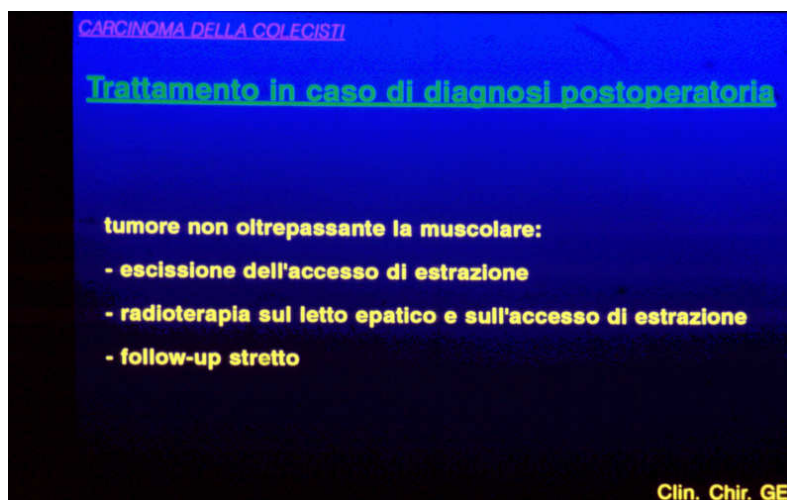 CARCINOMA DELLA COLECISTI
Trattamento in caso di diagnosi postoperatoria
tumore non oltrepassante la muscolare:
- escissione dell'accesso di estrazione
- radioterapia sul letto epatico e sull'accesso di estrazione
- follow-up stretto
Clin. Chir. GE